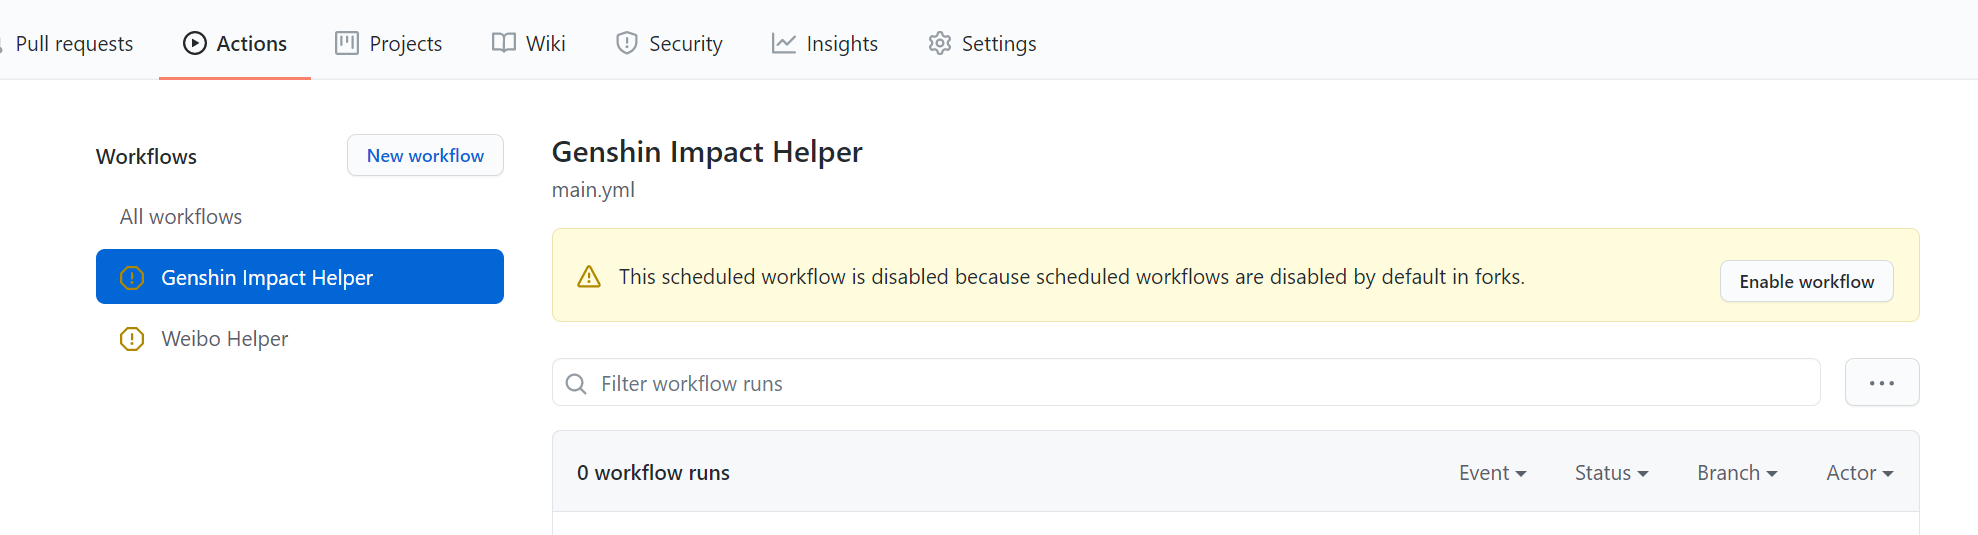 Pull requests Actions Projects Wiki Security Insights Settings
Workflows
New workflow
All workflows
Genshin Impact Helper
Weibo Helper
Genshin Impact Helper
main.yml
This scheduled workflow is disabled because scheduled workflows are disabled by default in forks.
Enable workflow
Filter workflow runs
0 workflow runs
Event Status Branch Actor